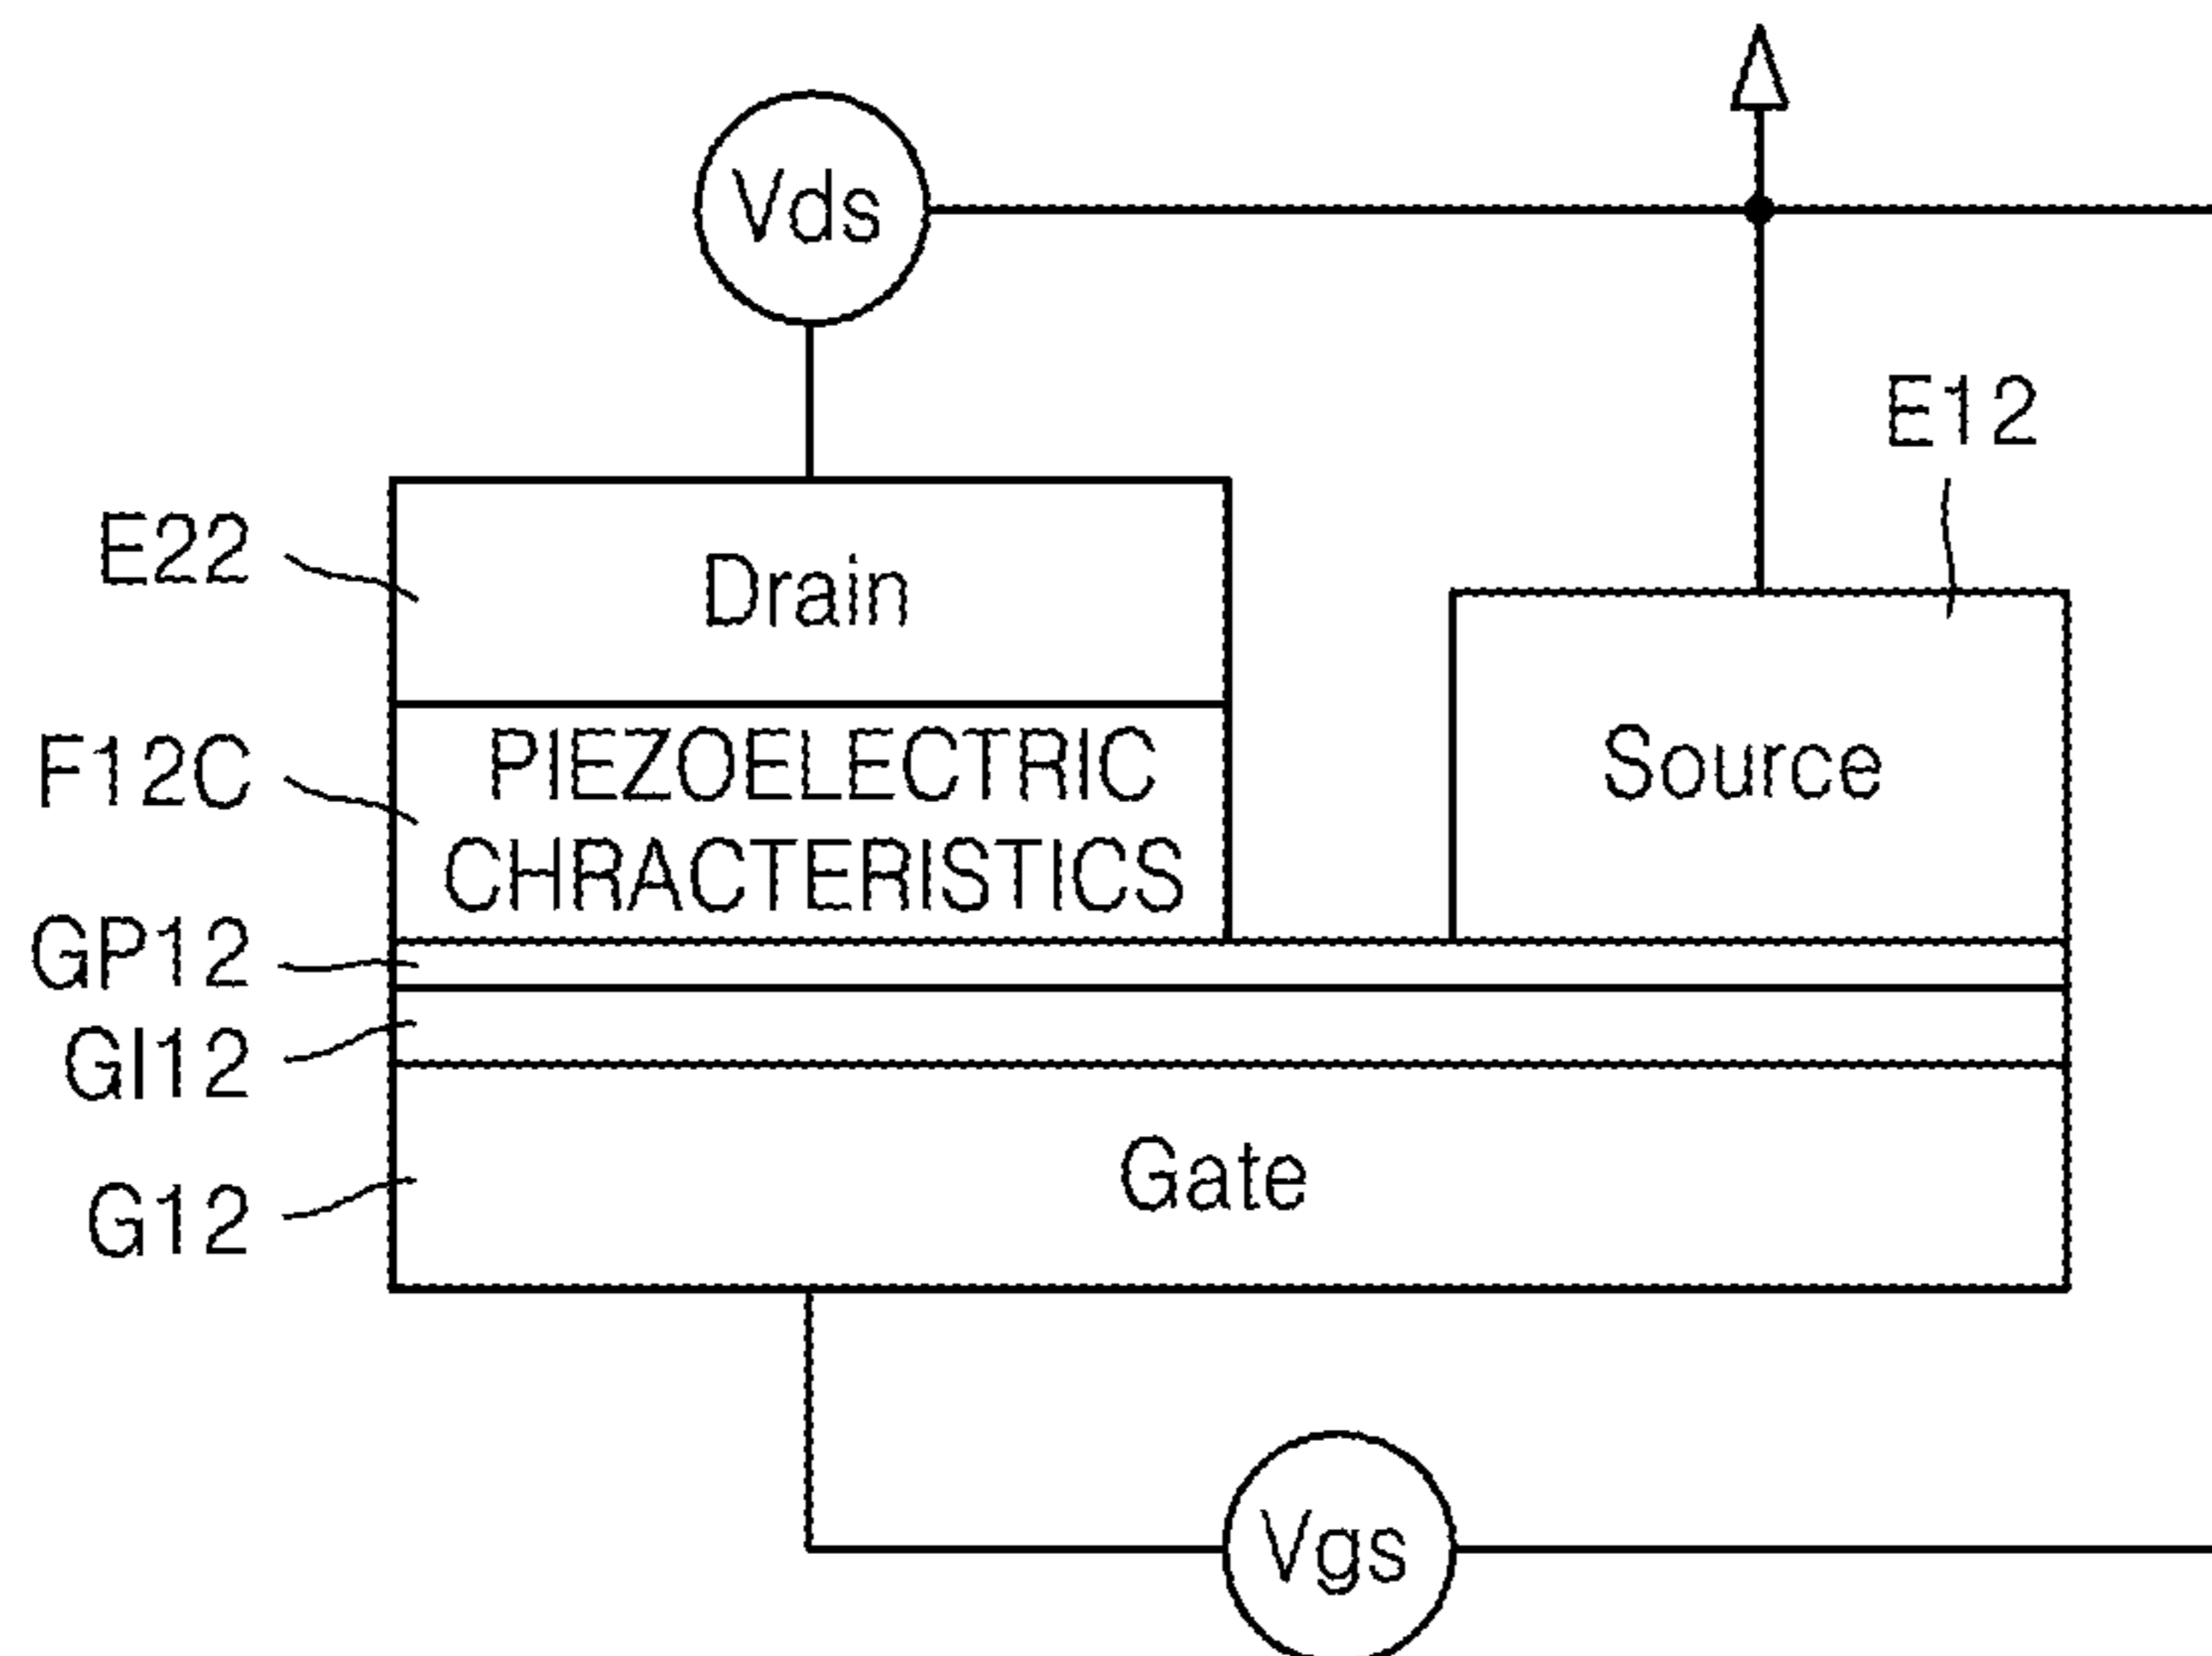 Vds
E12
E22
Drain
F12C
PIEZOELECTRIC
CHRACTERISTICS
Source
GP12
GI12
G12
Gate
Vgs